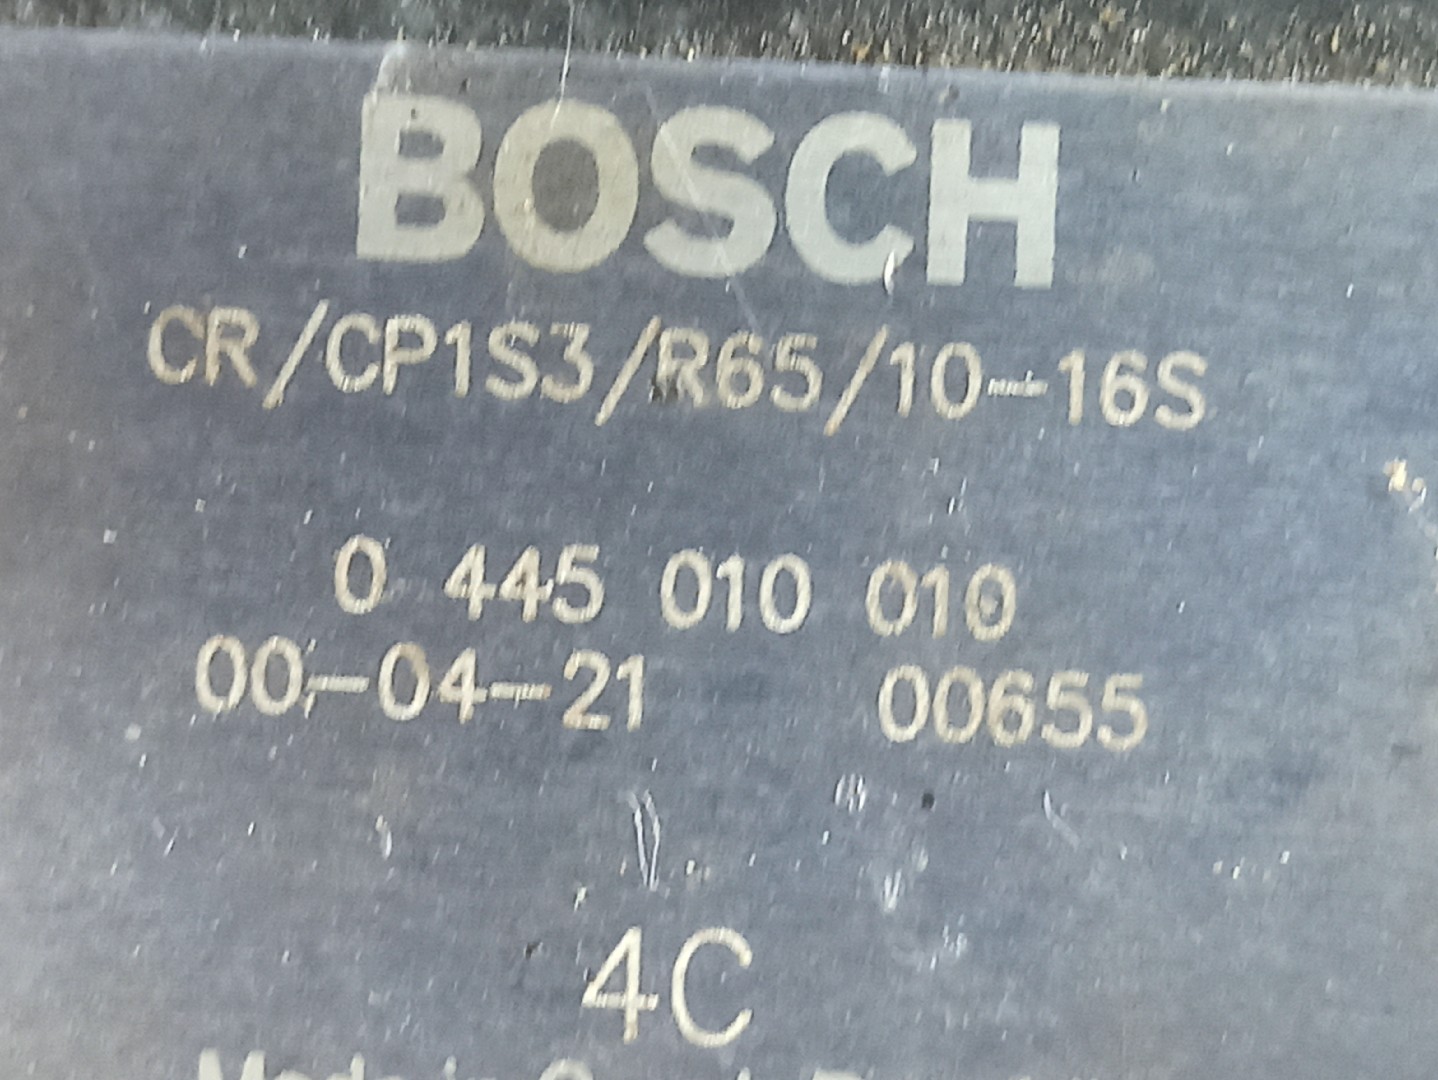 BOSCH
CR/CP1S3/R65/10-16S
0 445 010 010
00-04-21 00655
4C